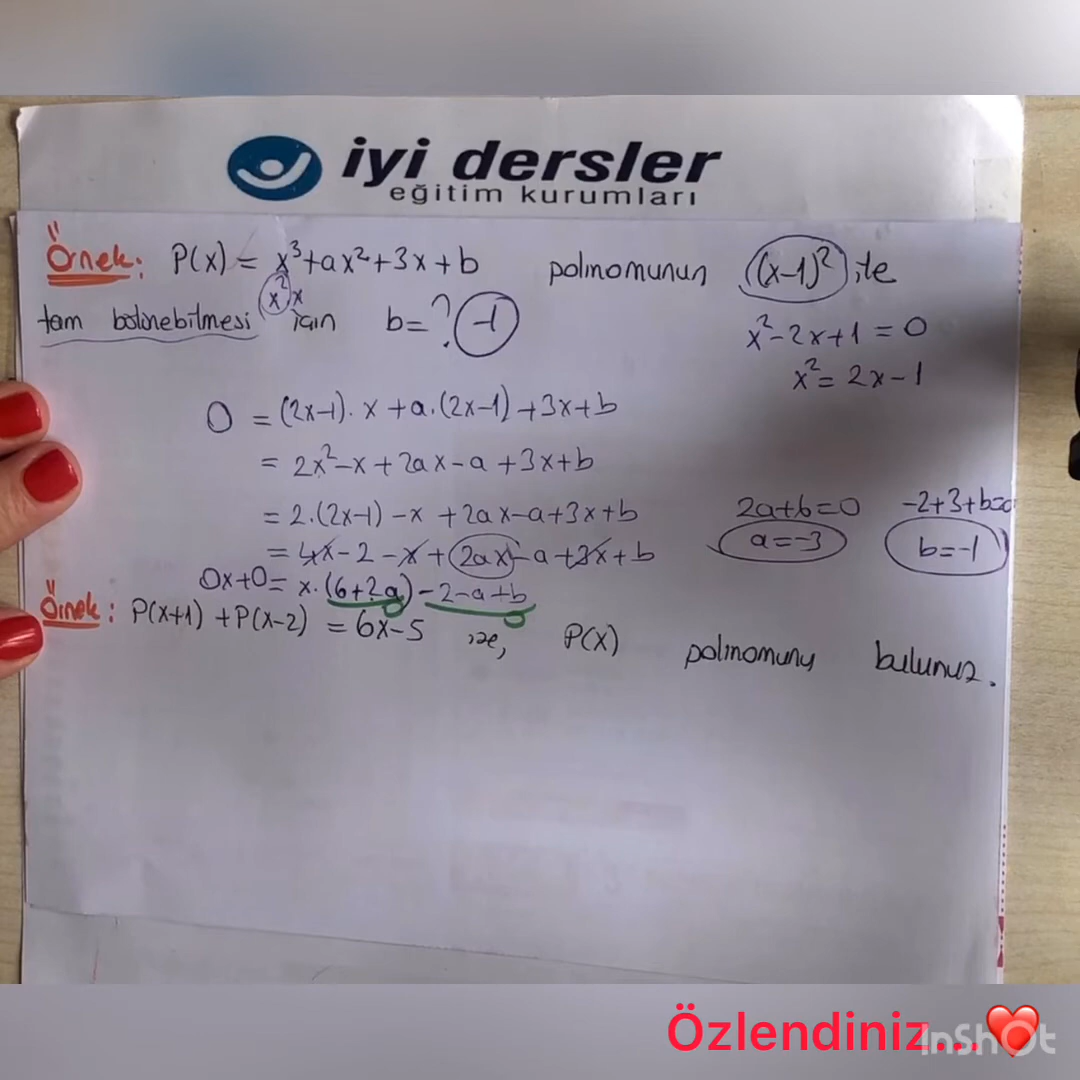 iyi dersler
eğitim kurumları
Örnek: P(x) = x³+ax²+3x+b polinomunun (x-1)² ile
x² x
tam bölünebilmesi için b=? -1
x²-2x+1 = 0
x² = 2x-1
0 = (2x-1).x + a.(2x-1)+3x+b
= 2x²-x+2ax-a+3x+b
= 2.(2x-1) -x +2ax-a+3x+b
2a+b=0 -2+3+b=0
= 4x-2-x+2ax-a+3x+b
a=-3 b=-1
0x+0= x.(6+2a)-2-a+b
Örnek: P(x+1) +P(x-2) = 6x-5 ise, P(x) polinomunu bulunuz.
Özlendiniz...❤️
InShOt